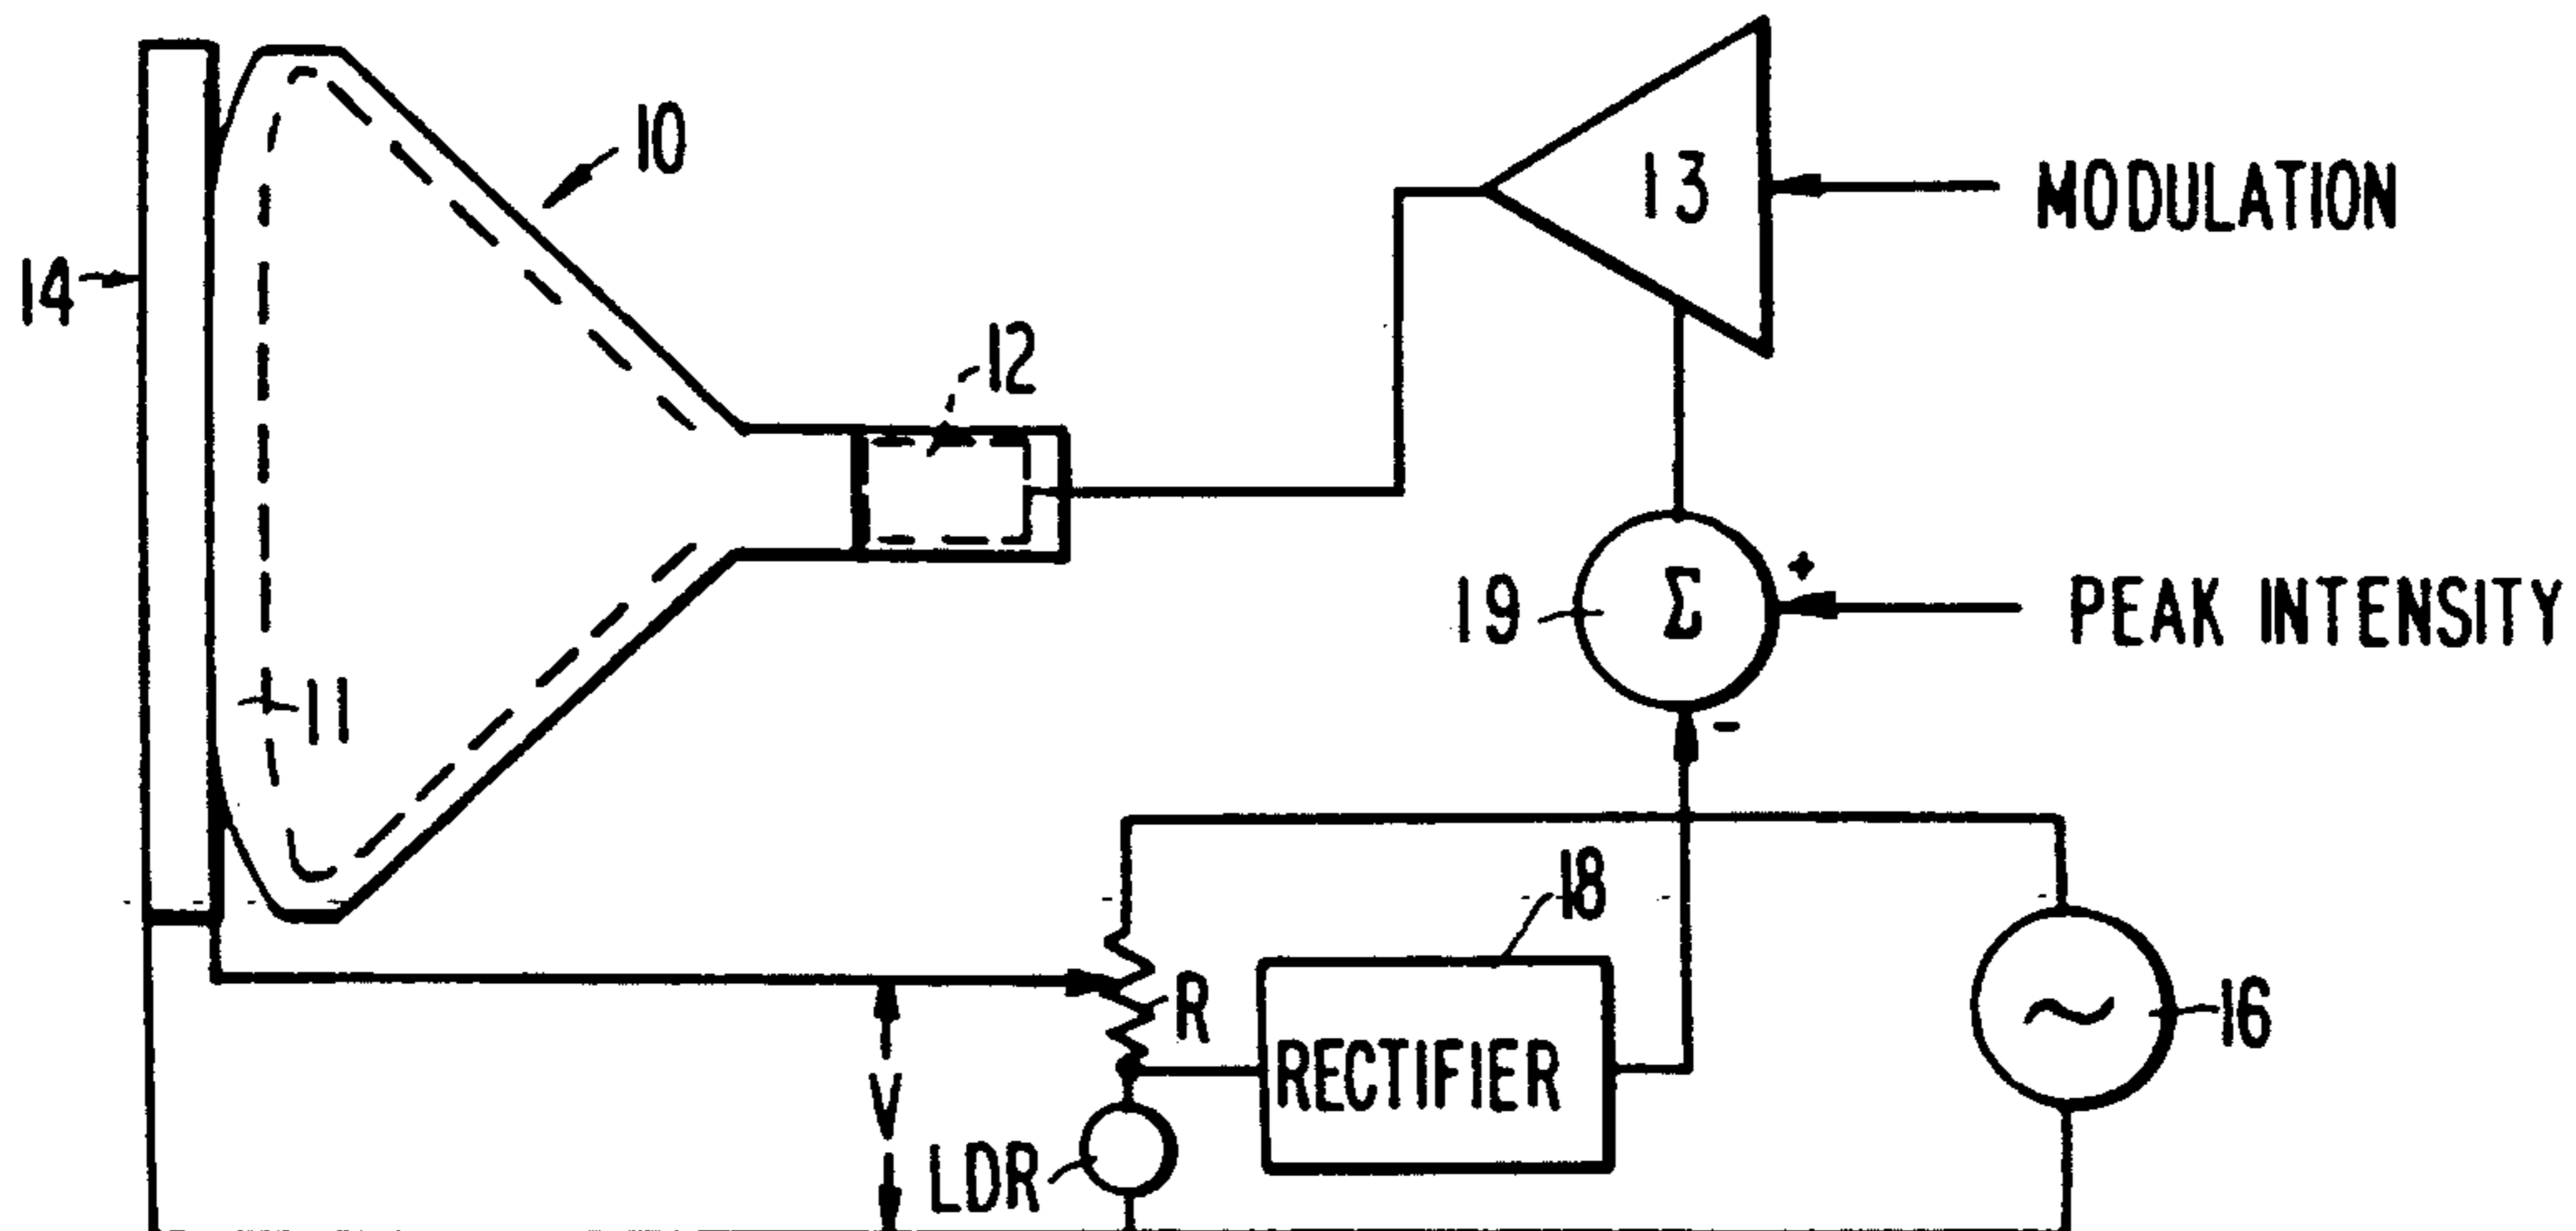 10
13
MODULATION
14
12
19
Σ
+
PEAK INTENSITY
11
-
18
R
RECTIFIER
~
16
V
LDR